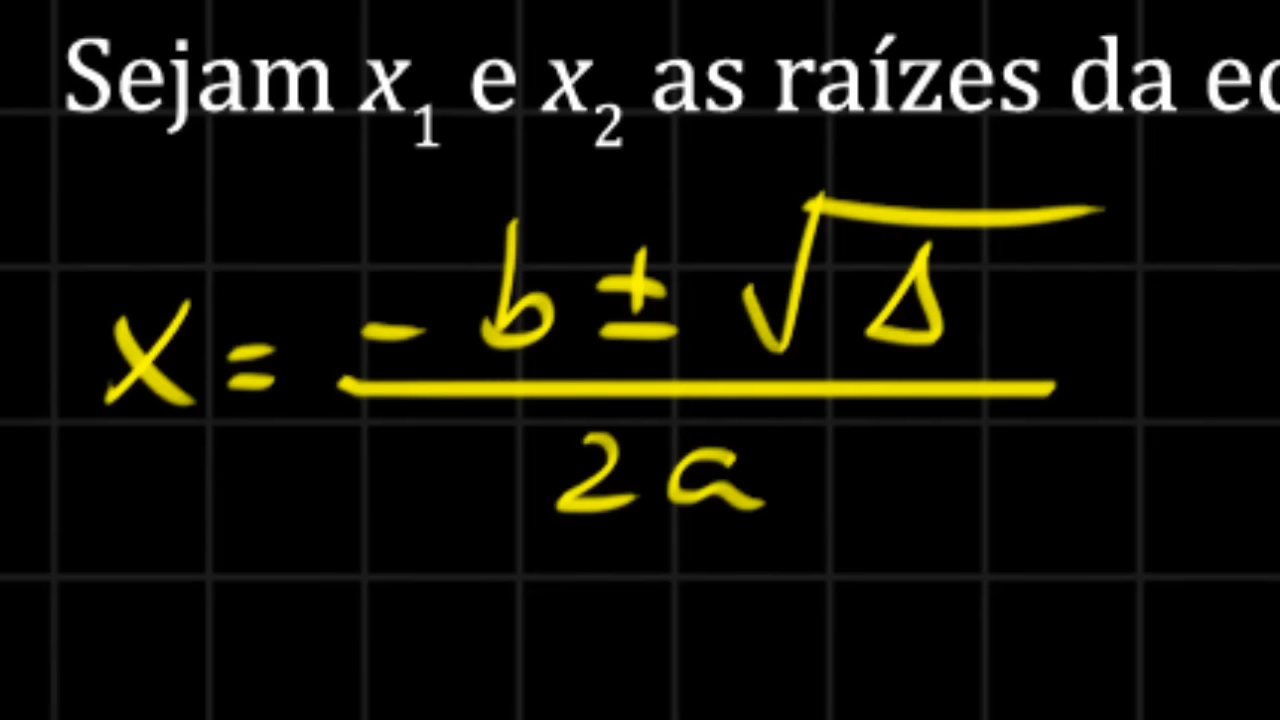 Sejam x₁ e x₂ as raízes da
x = (- b ± √Δ) / 2a